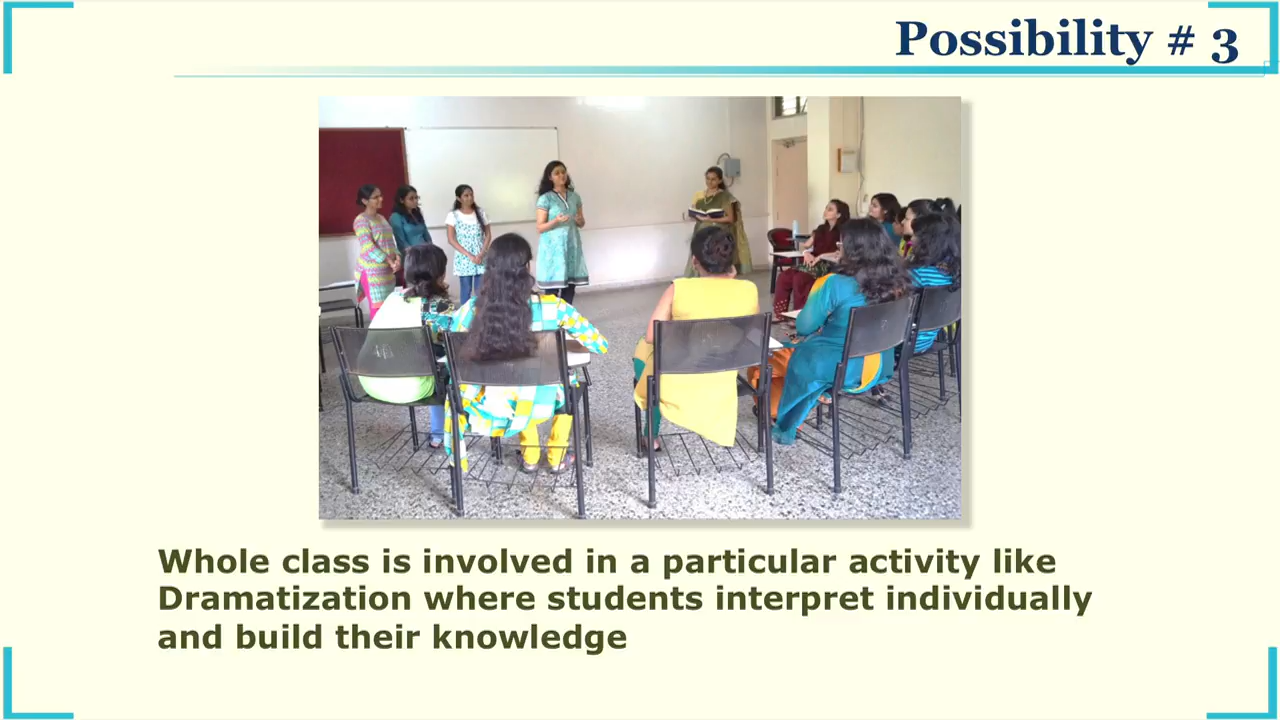 Possibility # 3
Whole class is involved in a particular activity like
Dramatization where students interpret individually
and build their knowledge